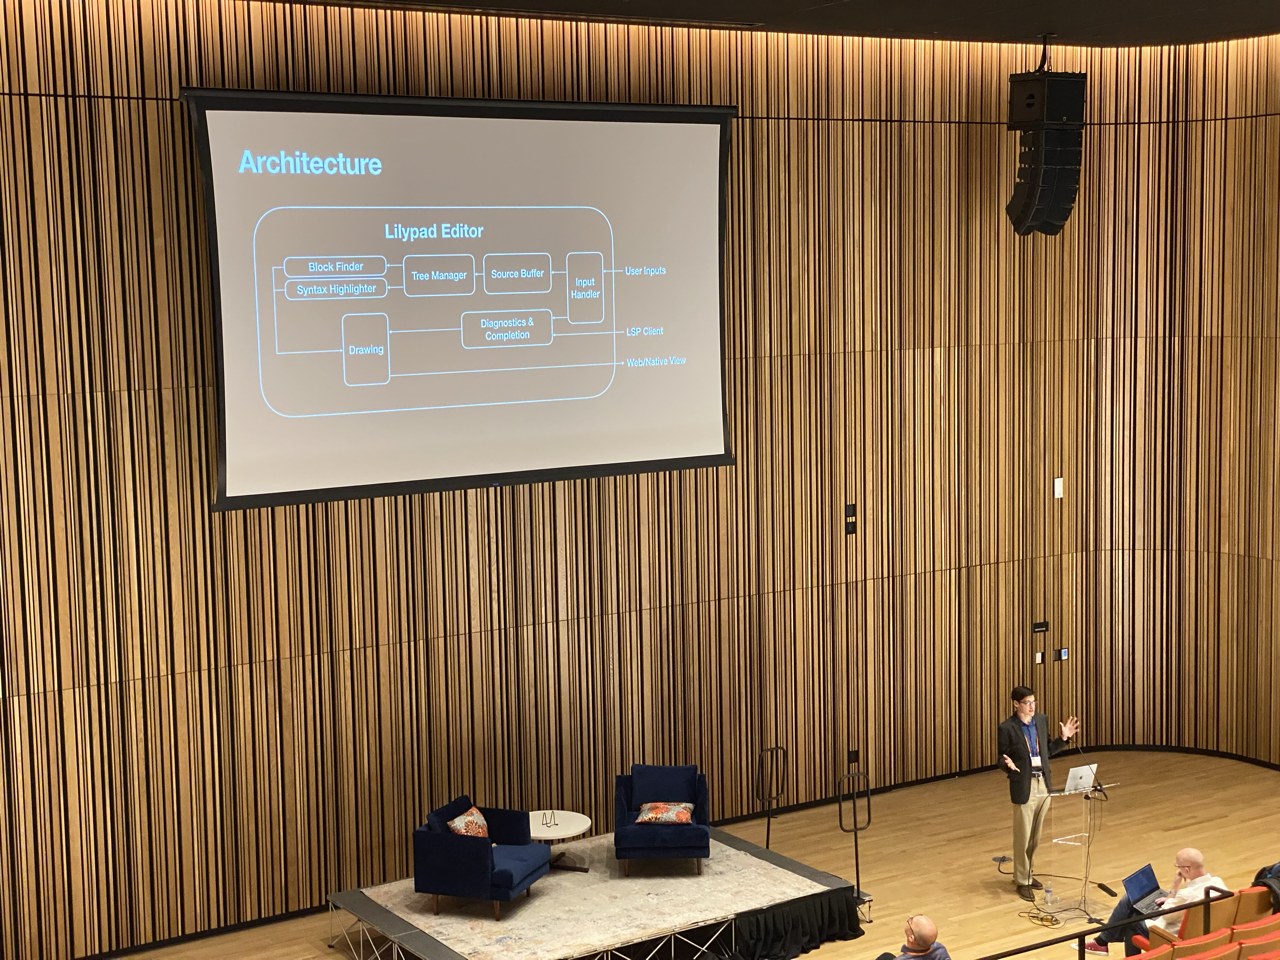 Architecture
Lilypad Editor
Block Finder
Syntax Highlighter
Tree Manager
Source Buffer
Input
Handler
User Inputs
Diagnostics &
Completion
LSP Client
Drawing
Web/Native View